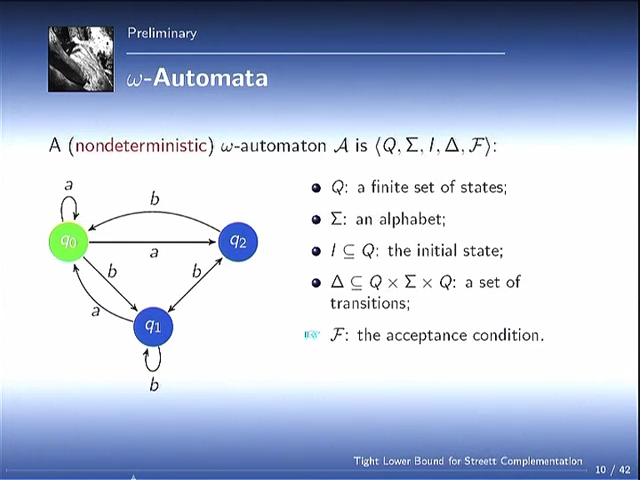 Preliminary
ω-Automata
A (nondeterministic) ω-automaton 𝒜 is ⟨Q, Σ, I, Δ, ℱ⟩:
a
b
q₀
q₂
a
b
b
a
q₁
b
Q: a finite set of states;
Σ: an alphabet;
I ⊆ Q: the initial state;
Δ ⊆ Q × Σ × Q: a set of
transitions;
ℱ: the acceptance condition.
Tight Lower Bound for Streett Complementation
10 / 42